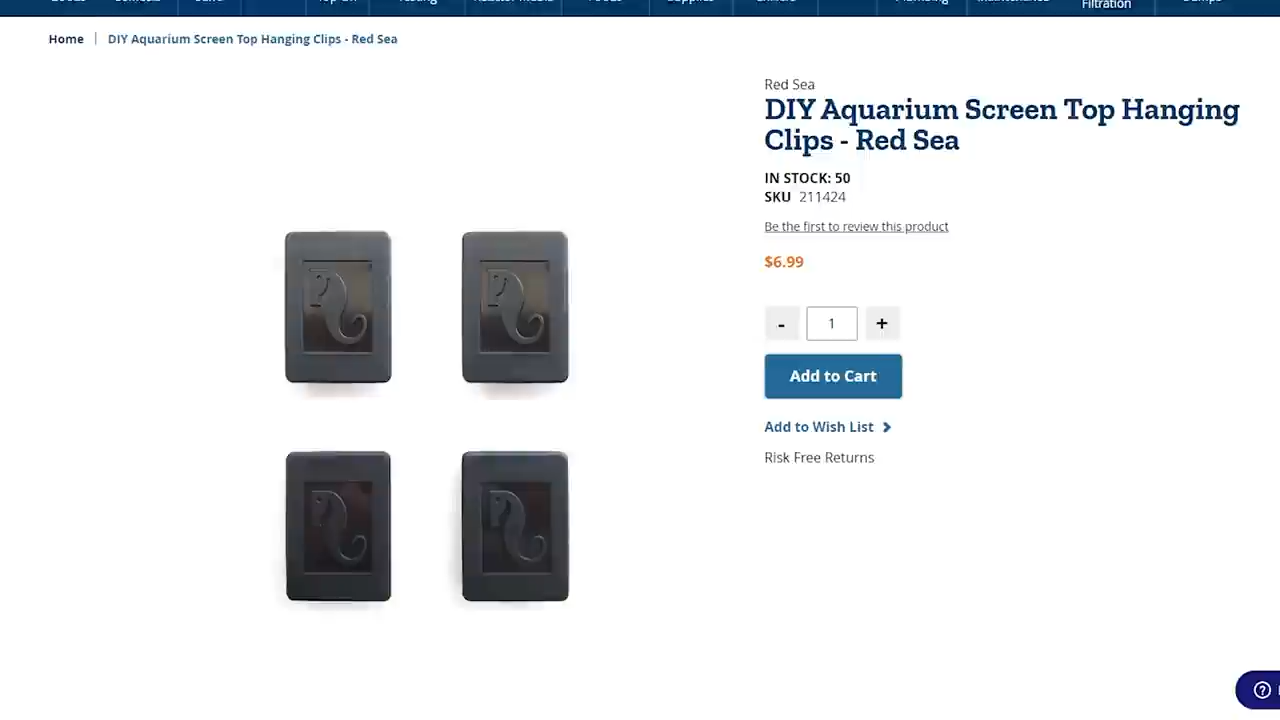 Filtration
Home
DIY Aquarium Screen Top Hanging Clips - Red Sea
Red Sea
DIY Aquarium Screen Top Hanging
Clips - Red Sea
IN STOCK: 50
SKU 211424
Be the first to review this product
$6.99
- 1 +
Add to Cart
Add to Wish List
Risk Free Returns